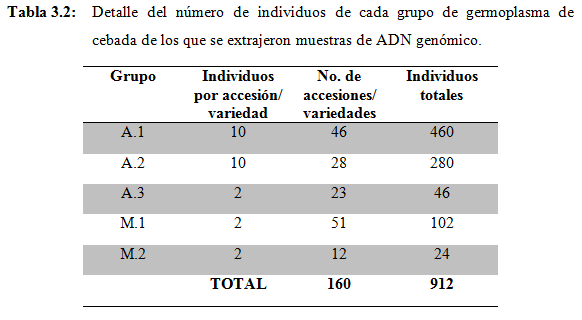 Tabla 3.2: Detalle del número de individuos de cada grupo de germoplasma de
cebada de los que se extrajeron muestras de ADN genómico.
Grupo Individuos por accesión/ variedad No. de accesiones/ variedades Individuos totales
A.1 10 46 460
A.2 10 28 280
A.3 2 23 46
M.1 2 51 102
M.2 2 12 24
TOTAL 160 912